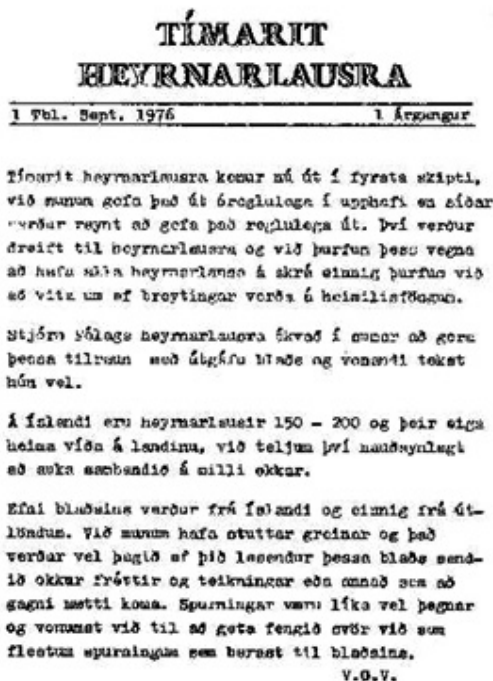 TÍMARIT
HEYRNARLAUSRA
1 Tbl. Sept. 1976 1 Árgangur
Tímarit heyrnarlausra kemur nú út í fyrsta skipti,
við munum gefa það út óreglulega í upphafi en síðar
verður reynt að gefa það reglulega út. Því verður
dreift til heyrnarlausra og við þurfum þess vegna
að hafa alla heyrnarlausa á skrá einnig þurfum við
að vita um ef breytingar verða á heimilisföngum.
Stjórn Félags heyrnarlausra ákvað í sumar að gera
þessa tilraun með útgáfu blaðs og vonandi tekst
hún vel.
Á Íslandi eru heyrnarlausir 150 - 200 og þeir eiga
heima víða á landinu, við teljum því nauðsynlegt
að auka sambandið á milli okkar.
Efni blaðsins verður frá Íslandi og einnig frá út-
löndum. Við munum hafa stuttar greinar og það
verður vel þegið ef þið lesendur þessa blaðs send-
ið okkur fréttir og teikningar eða annað sem að
gagni mætti koma. Spurningar væru líka vel þegnar
og vonumst við til að geta fengið svör við sem
flestum spurningum sem berast til blaðsins.
V.G.V.